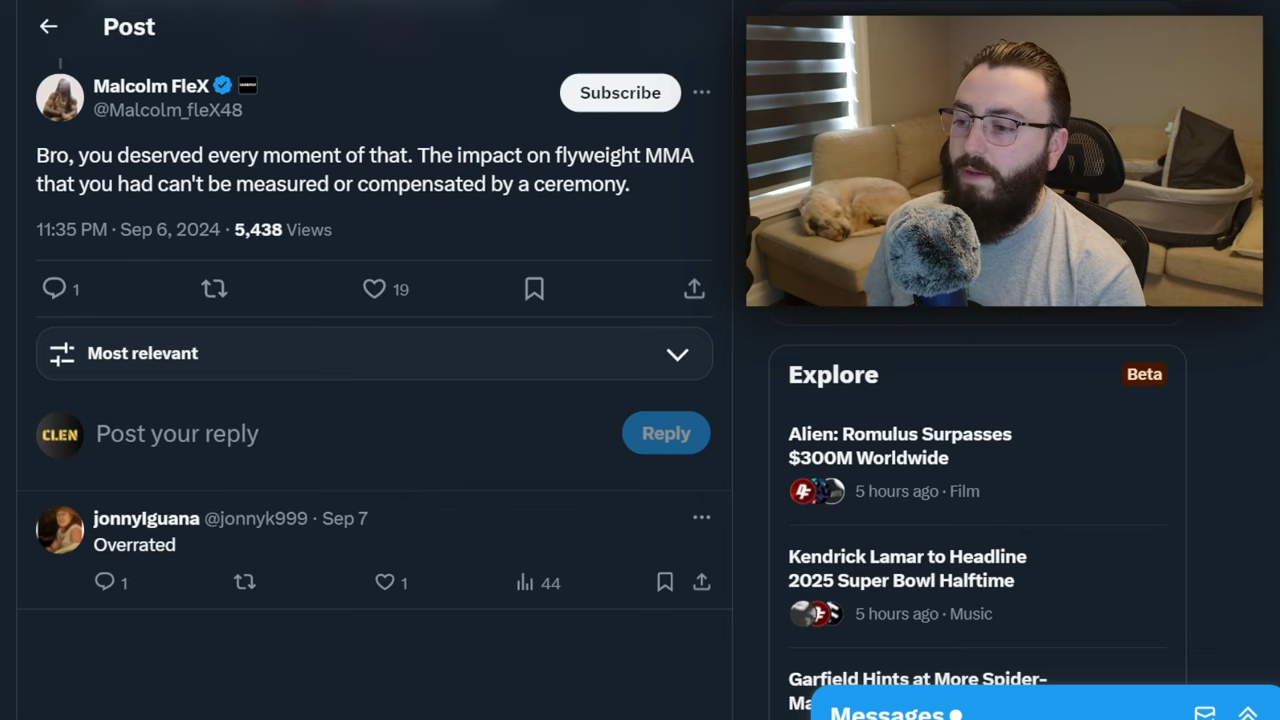 Post
Malcolm FleX
@Malcolm_fleX48
Subscribe
Bro, you deserved every moment of that. The impact on flyweight MMA
that you had can't be measured or compensated by a ceremony.
11:35 PM · Sep 6, 2024 · 5,438 Views
1
19
Most relevant
CLEN
Post your reply
Reply
jonnyIguana @jonnyk999 · Sep 7
Overrated
1
1
44
Explore
Beta
Alien: Romulus Surpasses
$300M Worldwide
5 hours ago · Film
Kendrick Lamar to Headline
2025 Super Bowl Halftime
5 hours ago · Music
Garfield Hints at More Spider-
Messages